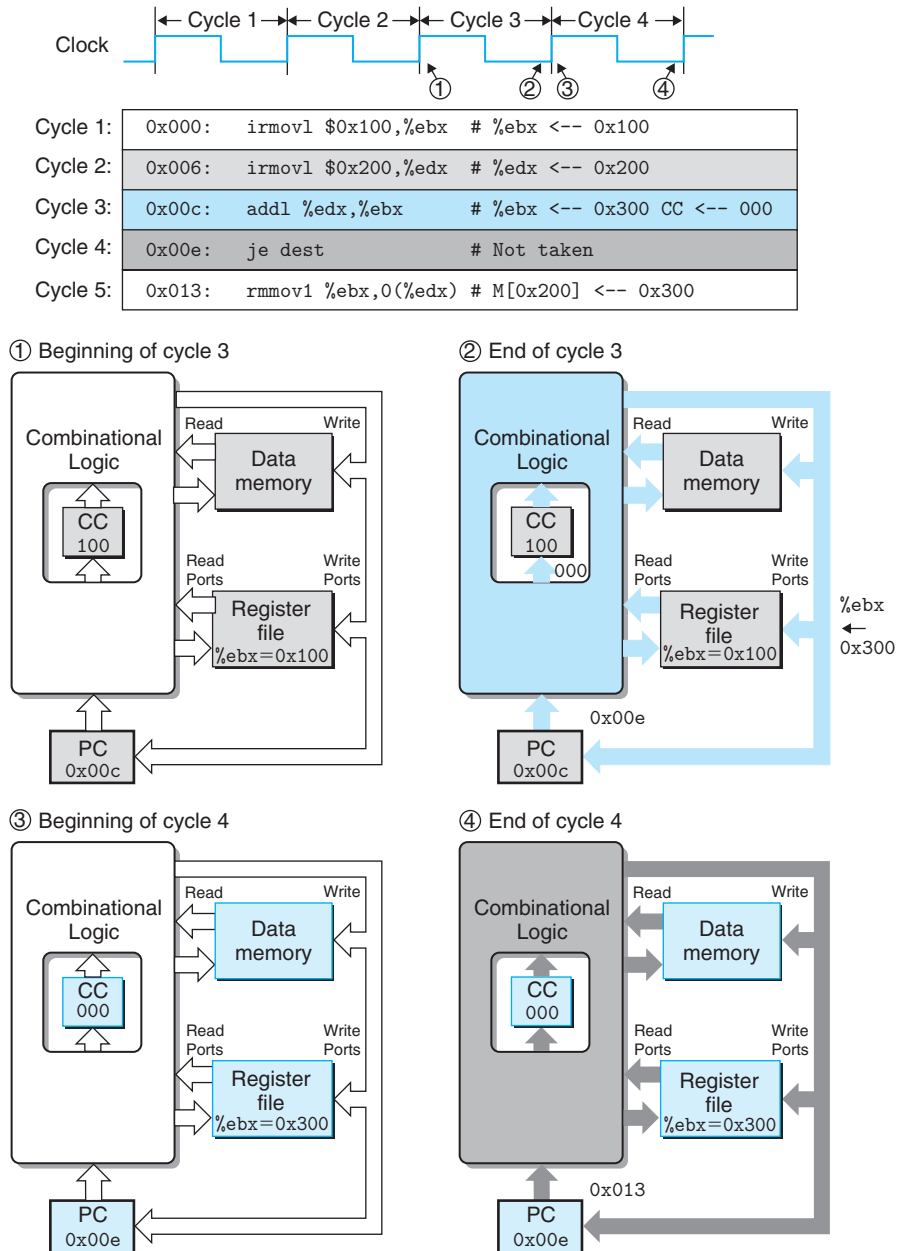 Cycle 1 Cycle 2 Cycle 3 Cycle 4
Clock
① ② ③ ④
Cycle 1: 0x000: irmovl $0x100,%ebx # %ebx <-- 0x100
Cycle 2: 0x006: irmovl $0x200,%edx # %edx <-- 0x200
Cycle 3: 0x00c: addl %edx,%ebx # %ebx <-- 0x300 CC <-- 000
Cycle 4: 0x00e: je dest # Not taken
Cycle 5: 0x013: rmmovl %ebx,0(%edx) # M[0x200] <-- 0x300
① Beginning of cycle 3
Combinational
Logic
CC
100
Read
Write
Data
memory
Read
Ports
Write
Ports
Register
file
%ebx=0x100
PC
0x00c
② End of cycle 3
Combinational
Logic
CC
100
000
Read
Write
Data
memory
Read
Ports
Write
Ports
Register
file
%ebx=0x100
%ebx
0x300
0x00e
PC
0x00c
③ Beginning of cycle 4
Combinational
Logic
CC
000
Read
Write
Data
memory
Read
Ports
Write
Ports
Register
file
%ebx=0x300
PC
0x00e
④ End of cycle 4
Combinational
Logic
CC
000
Read
Write
Data
memory
Read
Ports
Write
Ports
Register
file
%ebx=0x300
0x013
PC
0x00e